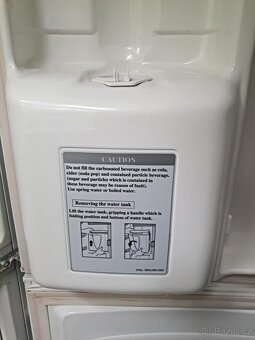 CAUTION
Do not fill the carbonated beverage such as cola,
cider (soda pop) and contained particle beverage.
(sugar and particles which is contained in
these beverage may be reason of fault).
Use spring water or boiled water.
Removing the water tank
Lift the water tank, gripping a handle which is
folding position and bottom of water tank.
P/No.